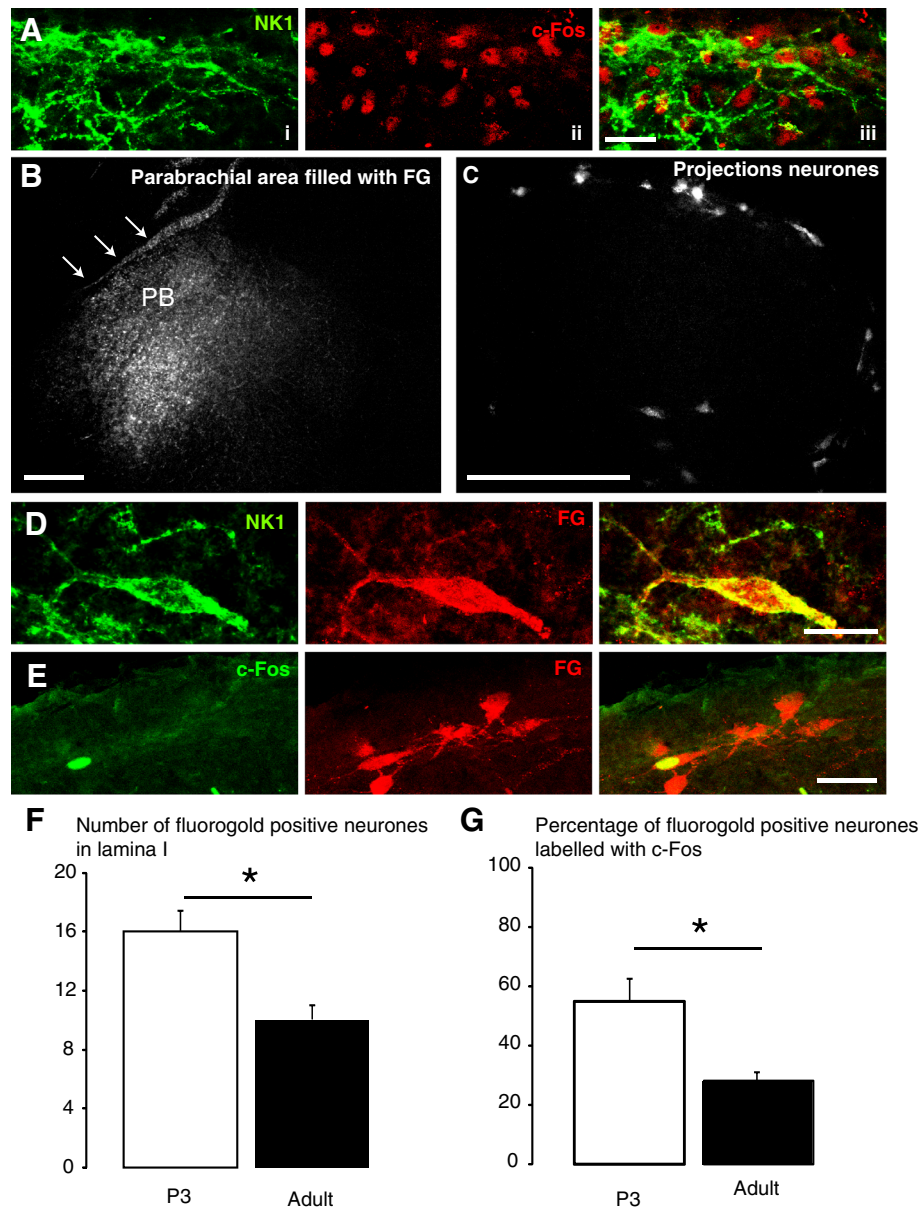 A
NK1
i
c-Fos
ii
iii
B
Parabrachial area filled with FG
PB
C
Projections neurones
D
NK1
FG
E
c-Fos
FG
F
Number of fluorogold positive neurones
in lamina I
20
16
12
8
4
0
*
P3
Adult
G
Percentage of fluorogold positive neurones
labelled with c-Fos
100
80
60
40
20
0
*
P3
Adult